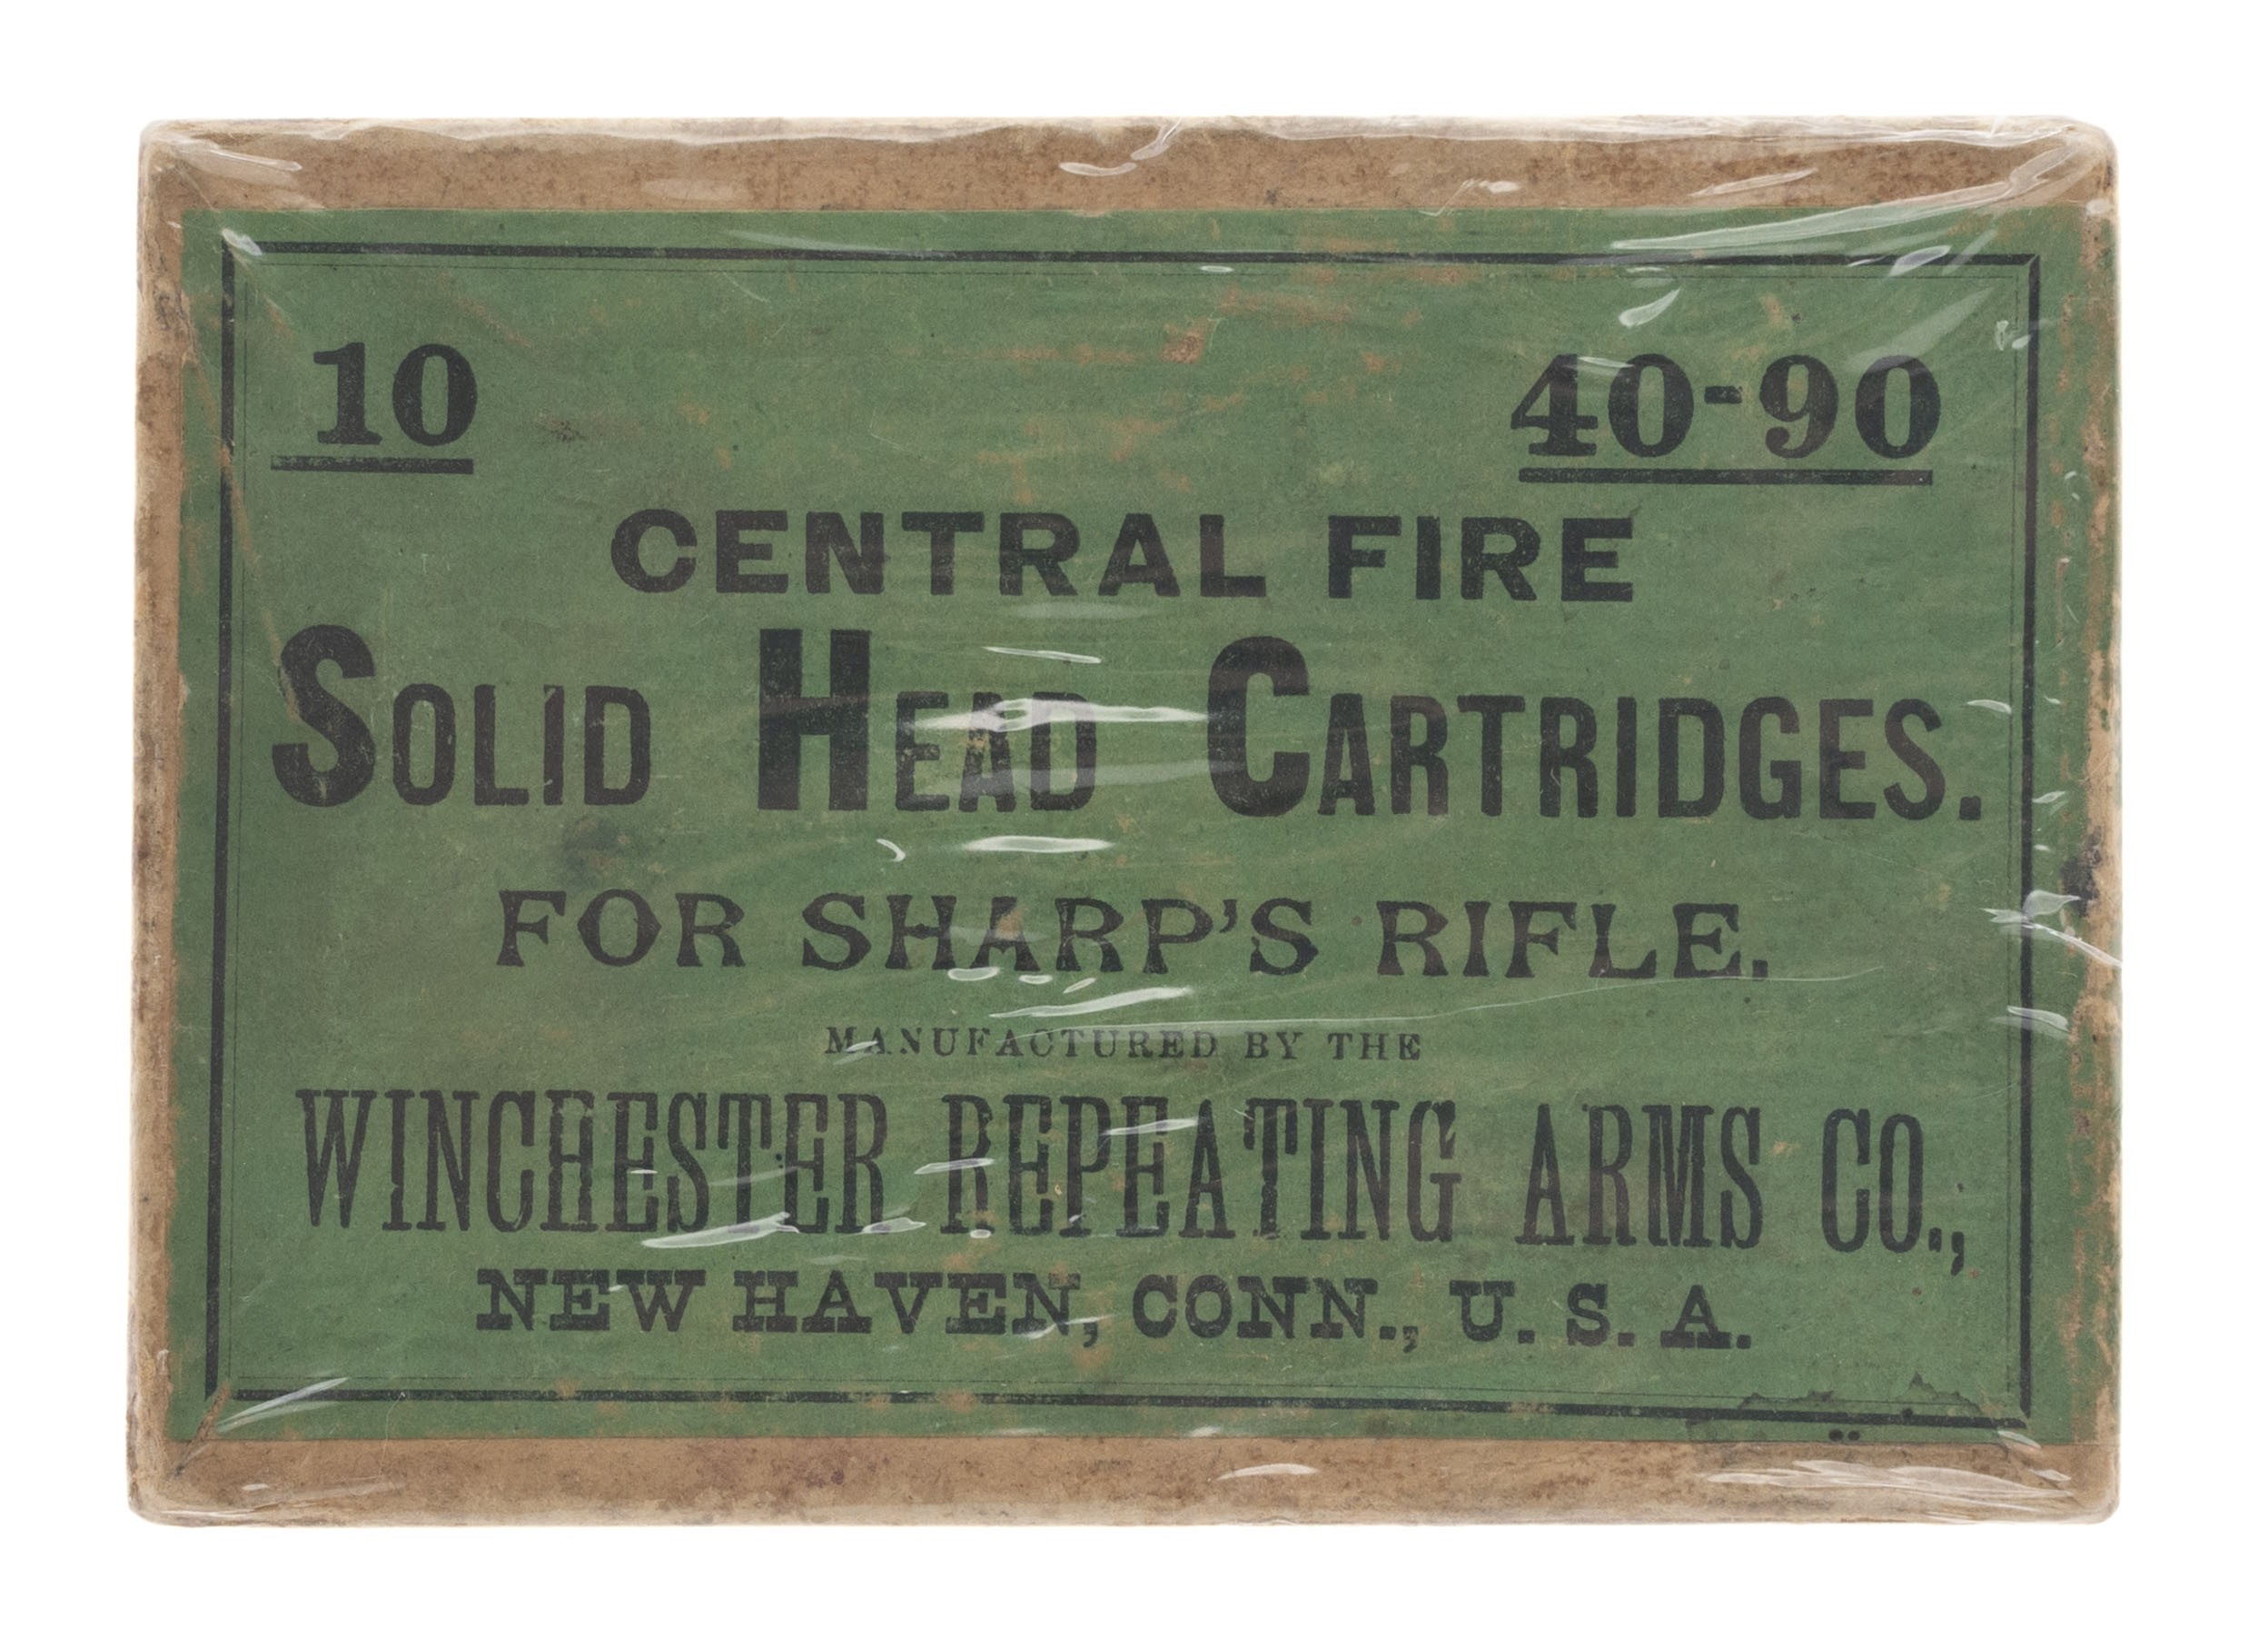 10 40-90
CENTRAL FIRE
SOLID HEAD CARTRIDGES.
FOR SHARP'S RIFLE.
MANUFACTURED BY THE
WINCHESTER REPEATING ARMS CO.,
NEW HAVEN, CONN., U. S. A.